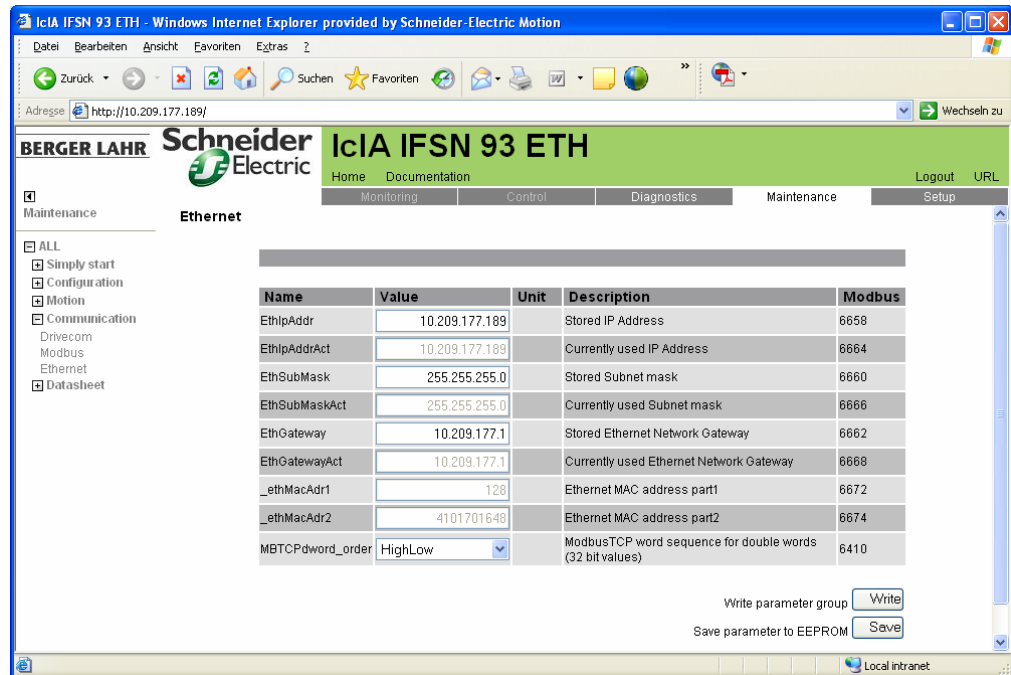 IclA IFSN 93 ETH - Windows Internet Explorer provided by Schneider-Electric Motion
Datei Bearbeiten Ansicht Favoriten Extras ?
Zurück Suchen Favoriten »
Adresse http://10.209.177.189/ Wechseln zu
BERGER LAHR Schneider Electric IclA IFSN 93 ETH
Home Documentation Logout URL
Monitoring Control Diagnostics Maintenance Setup
Maintenance
Ethernet
ALL
Simply start
Configuration
Motion
Communication
Drivecom
Modbus
Ethernet
Datasheet
Name Value Unit Description Modbus
EthIpAddr 10.209.177.189 Stored IP Address 6658
EthIpAddrAct 10.209.177.189 Currently used IP Address 6664
EthSubMask 255.255.255.0 Stored Subnet mask 6660
EthSubMaskAct 255.255.255.0 Currently used Subnet mask 6666
EthGateway 10.209.177.1 Stored Ethernet Network Gateway 6662
EthGatewayAct 10.209.177.1 Currently used Ethernet Network Gateway 6668
_ethMacAdr1 128 Ethernet MAC address part1 6672
_ethMacAdr2 4101701648 Ethernet MAC address part2 6674
MBTCPdword_order HighLow ModbusTCP word sequence for double words
(32 bit values) 6410
Write parameter group Write
Save parameter to EEPROM Save
Local intranet